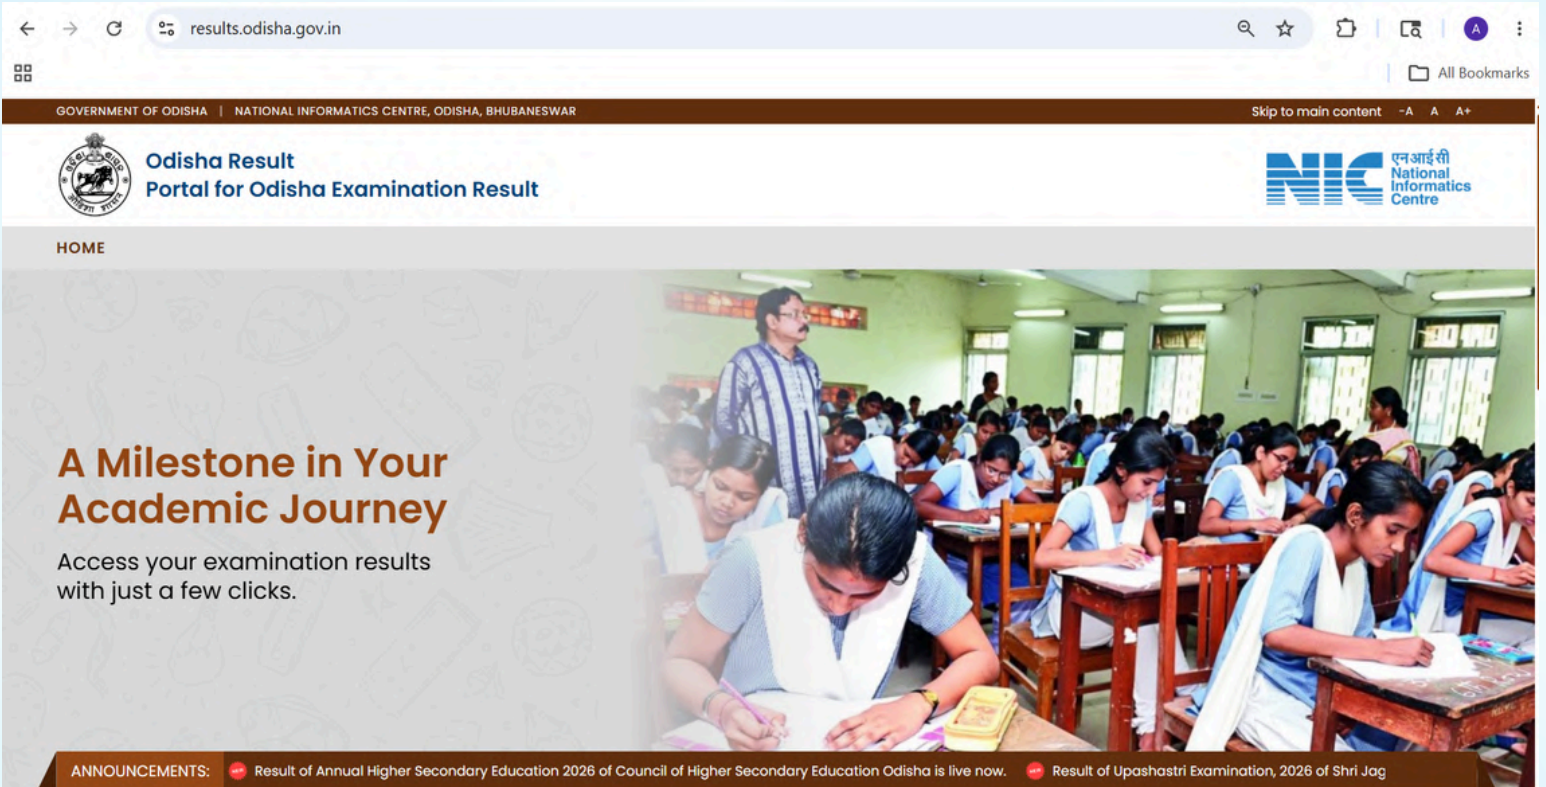 results.odisha.gov.in
A
All Bookmarks
GOVERNMENT OF ODISHA | NATIONAL INFORMATICS CENTRE, ODISHA, BHUBANESWAR
Skip to main content -A A A+
Odisha Result
Portal for Odisha Examination Result
NIC
एन आई सी
National
Informatics
Centre
HOME
A Milestone in Your
Academic Journey
Access your examination results
with just a few clicks.
ANNOUNCEMENTS: Result of Annual Higher Secondary Education 2026 of Council of Higher Secondary Education Odisha is live now. Result of Upashastri Examination, 2026 of Shri Jag